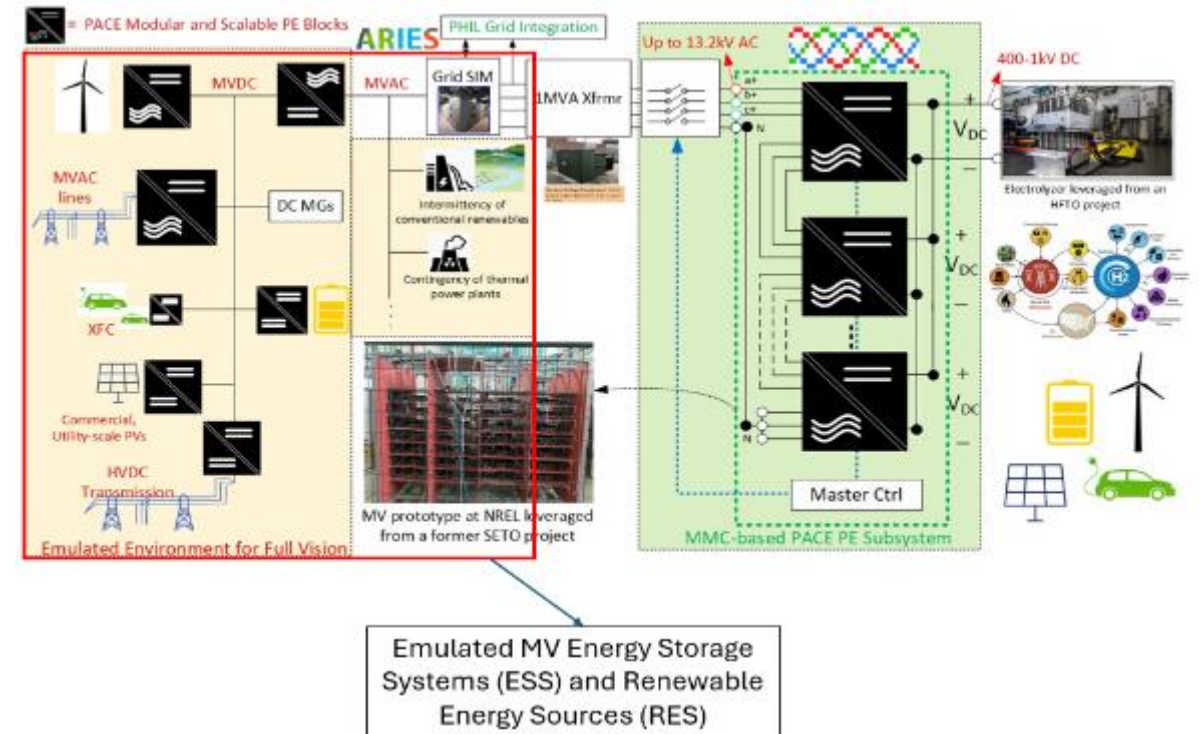 = PACE Modular and Scalable PE Blocks
ARIES
PHIL Grid Integration
Up to 13.2kV AC
400-1kV DC
MVDC
MVAC
Grid SIM
1MVA Xfrmr
a+
b+
c+
N
+
V_DC
−
Electrolyzer leveraged from an
HFTO project
MVAC
lines
DC MGs
Intermittency of
conventional renewables
Contingency of thermal
power plants
+
V_DC
−
H2
XFC
Commercial,
Utility-scale PVs
HVDC
Transmission
+
V_DC
−
N
Master Ctrl
MV prototype at NREL leveraged
from a former SETO project
Emulated Environment for Full Vision
MMC-based PACE PE Subsystem
Emulated MV Energy Storage
Systems (ESS) and Renewable
Energy Sources (RES)